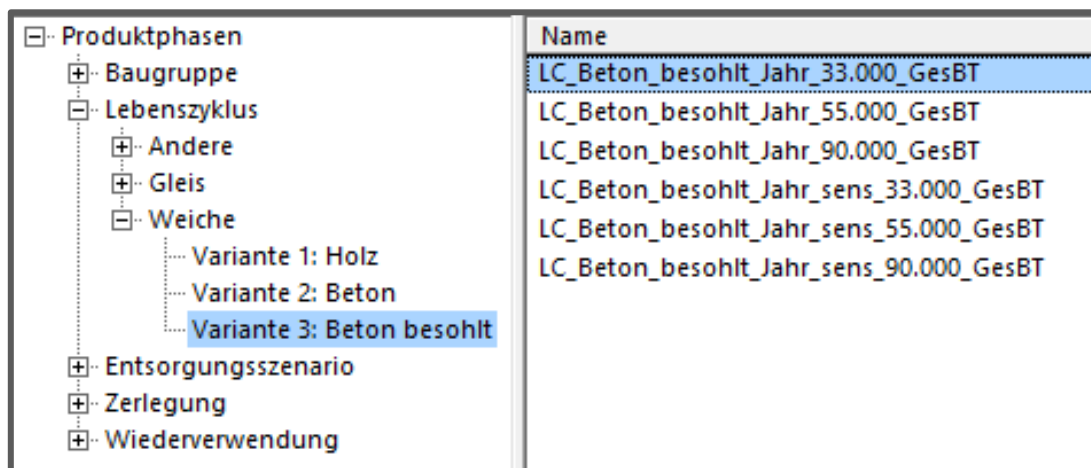 Produktphasen
Baugruppe
Lebenszyklus
Andere
Gleis
Weiche
Variante 1: Holz
Variante 2: Beton
Variante 3: Beton besohlt
Entsorgungsszenario
Zerlegung
Wiederverwendung
Name
LC_Beton_besohlt_Jahr_33.000_GesBT
LC_Beton_besohlt_Jahr_55.000_GesBT
LC_Beton_besohlt_Jahr_90.000_GesBT
LC_Beton_besohlt_Jahr_sens_33.000_GesBT
LC_Beton_besohlt_Jahr_sens_55.000_GesBT
LC_Beton_besohlt_Jahr_sens_90.000_GesBT